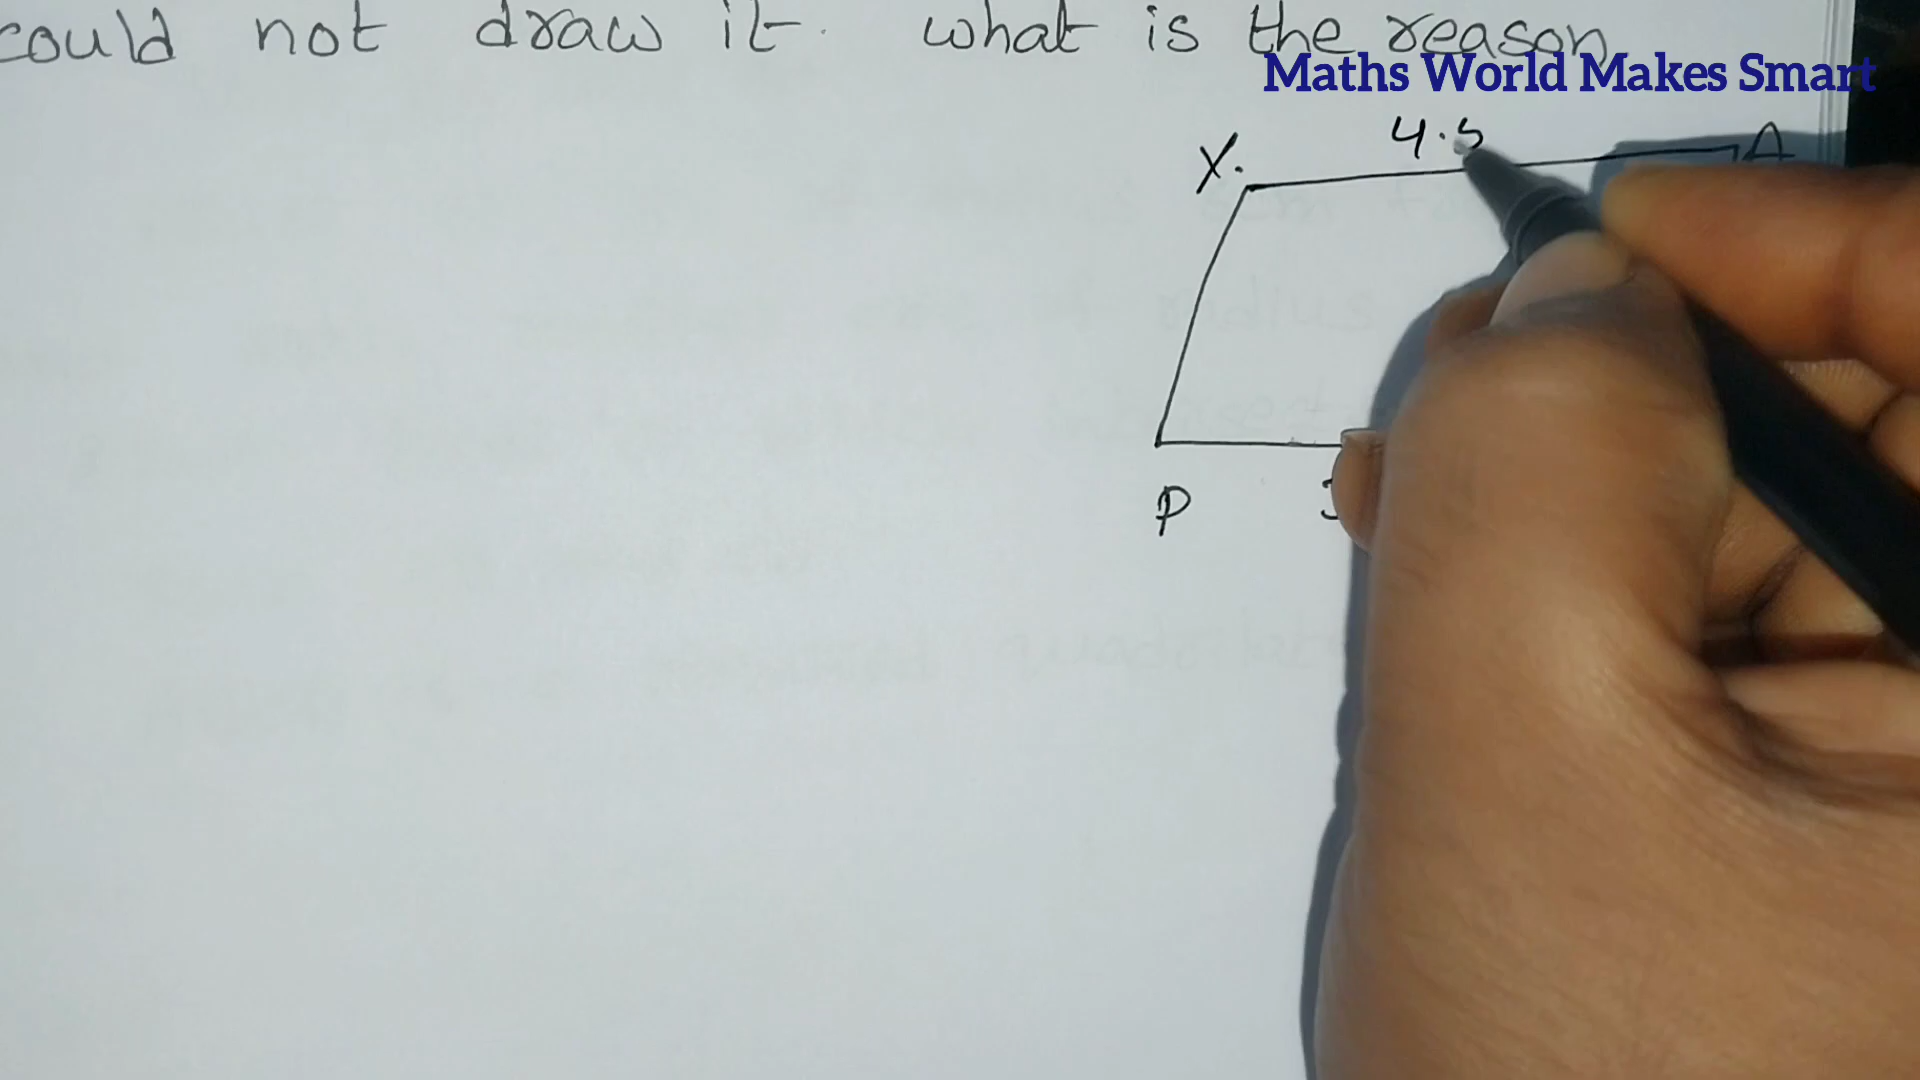 could not draw it. what is the reason
Maths World Makes Smart
4.5
X.
A
P